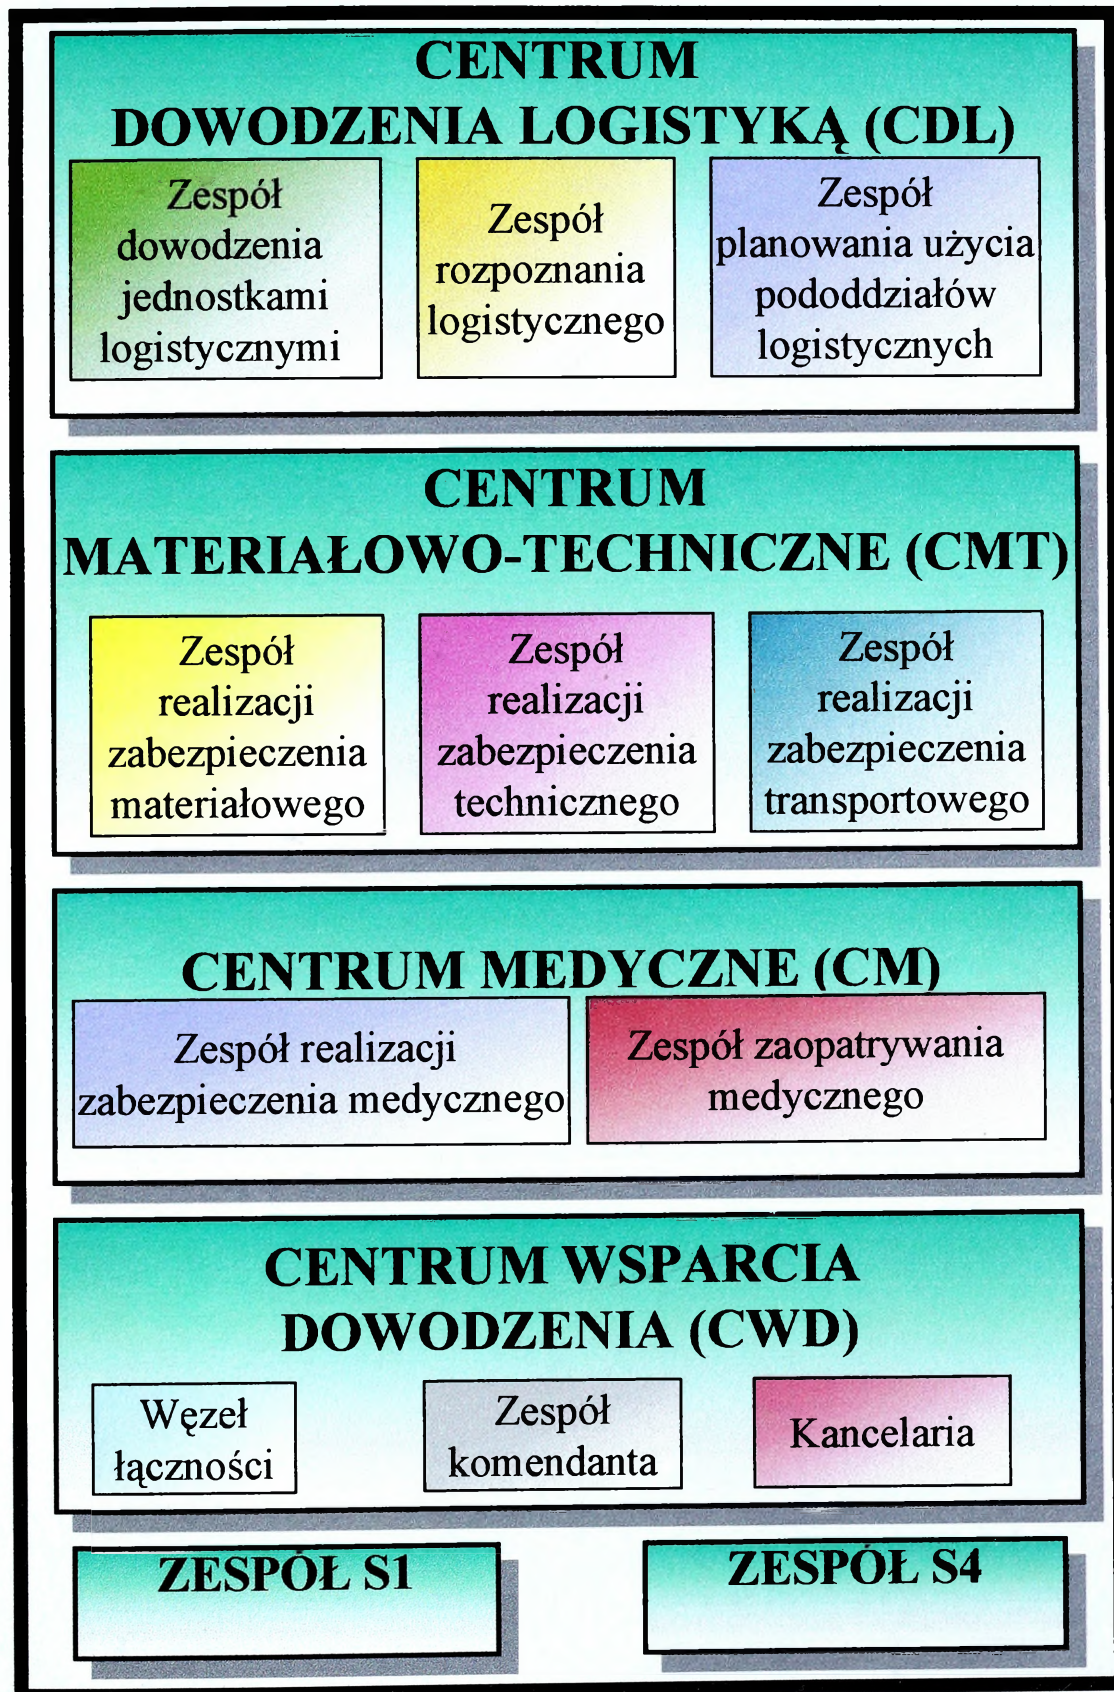 CENTRUM
DOWODZENIA LOGISTYKĄ (CDL)
Zespół
dowodzenia
jednostkami
logistycznymi
Zespół
rozpoznania
logistycznego
Zespół
planowania użycia
pododdziałów
logistycznych
CENTRUM
MATERIAŁOWO-TECHNICZNE (CMT)
Zespół
realizacji
zabezpieczenia
materiałowego
Zespół
realizacji
zabezpieczenia
technicznego
Zespół
realizacji
zabezpieczenia
transportowego
CENTRUM MEDYCZNE (CM)
Zespół realizacji
zabezpieczenia medycznego
Zespół zaopatrywania
medycznego
CENTRUM WSPARCIA
DOWODZENIA (CWD)
Węzeł
łączności
Zespół
komendanta
Kancelaria
ZESPÓŁ S1
ZESPÓŁ S4